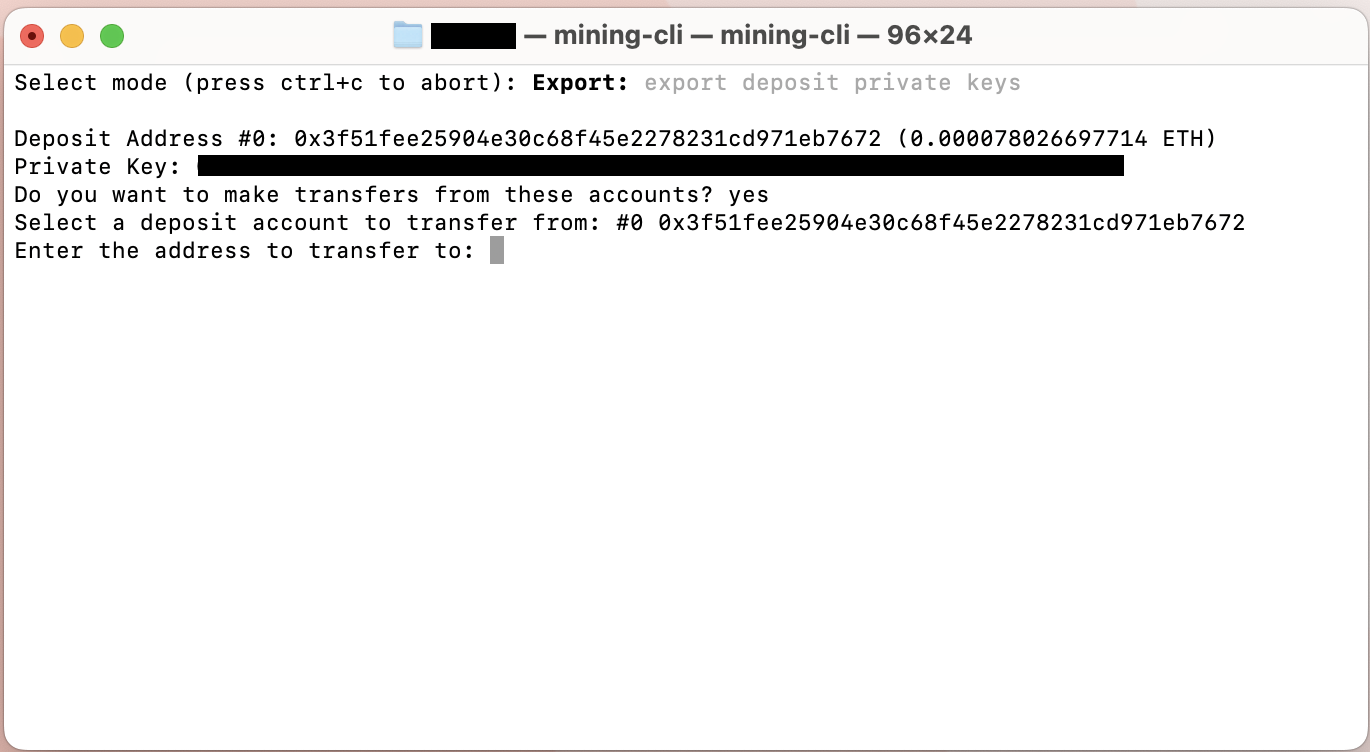 — mining-cli — mining-cli — 96×24
Select mode (press ctrl+c to abort): Export: export deposit private keys
Deposit Address #0: 0x3f51fee25904e30c68f45e2278231cd971eb7672 (0.000078026697714 ETH)
Private Key:
Do you want to make transfers from these accounts? yes
Select a deposit account to transfer from: #0 0x3f51fee25904e30c68f45e2278231cd971eb7672
Enter the address to transfer to: